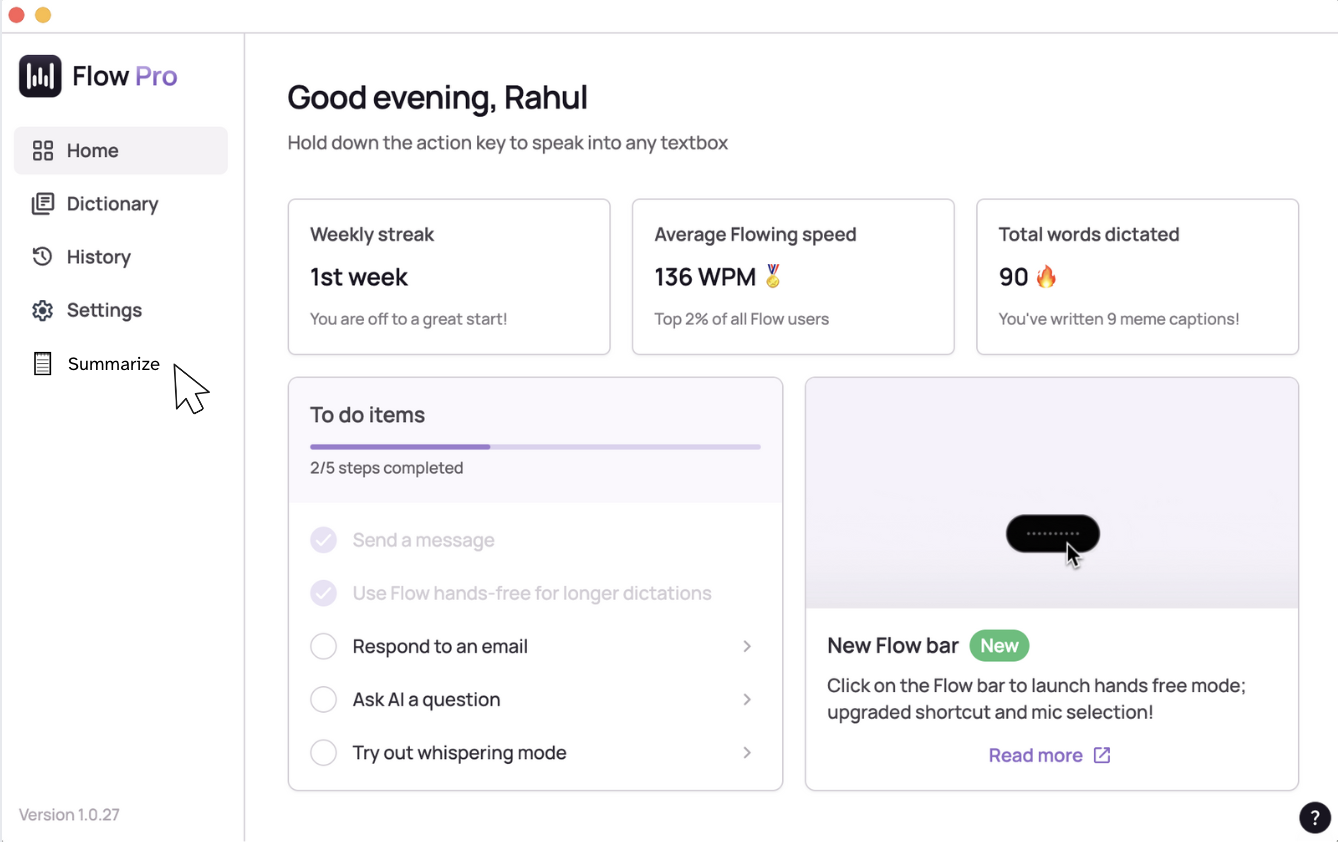 Flow Pro
Home
Dictionary
History
Settings
Summarize
Version 1.0.27
Good evening, Rahul
Hold down the action key to speak into any textbox
Weekly streak
1st week
You are off to a great start!
Average Flowing speed
136 WPM 🏅
Top 2% of all Flow users
Total words dictated
90 🔥
You've written 9 meme captions!
To do items
2/5 steps completed
Send a message
Use Flow hands-free for longer dictations
Respond to an email
Ask AI a question
Try out whispering mode
New Flow bar New
Click on the Flow bar to launch hands free mode;
upgraded shortcut and mic selection!
Read more
?